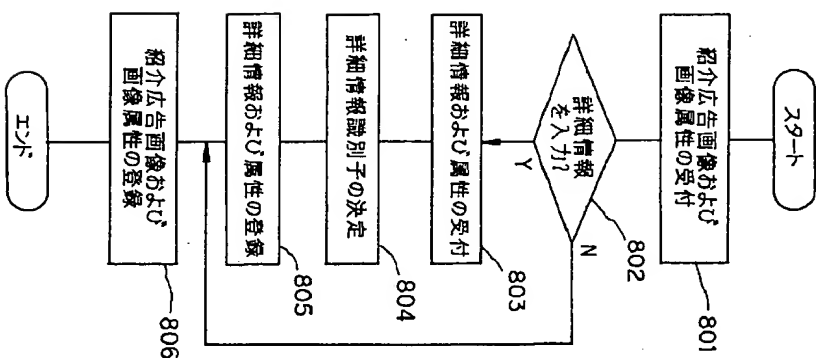 スタート
紹介広告画像および
画像属性の受付
801
詳細情報
を入力?
802
N
Y
詳細情報および属性の受付
803
詳細情報識別子の決定
804
詳細情報および属性の登録
805
紹介広告画像および
画像属性の登録
806
エンド